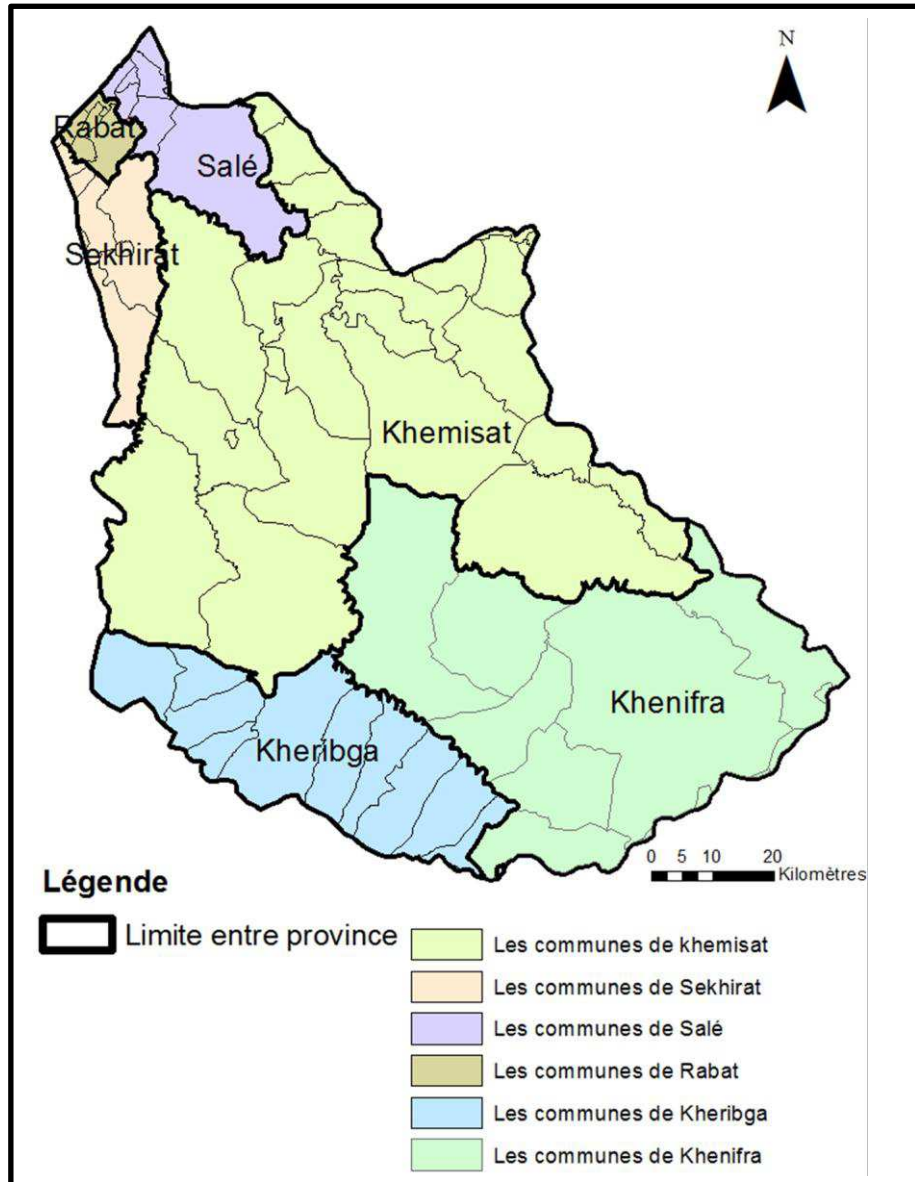 N
Rabat
Salé
Sekhirat
Khemisat
Khenifra
Kheribga
0 5 10 20
Kilomètres
Légende
Limite entre province
Les communes de khemisat
Les communes de Sekhirat
Les communes de Salé
Les communes de Rabat
Les communes de Kheribga
Les communes de Khenifra